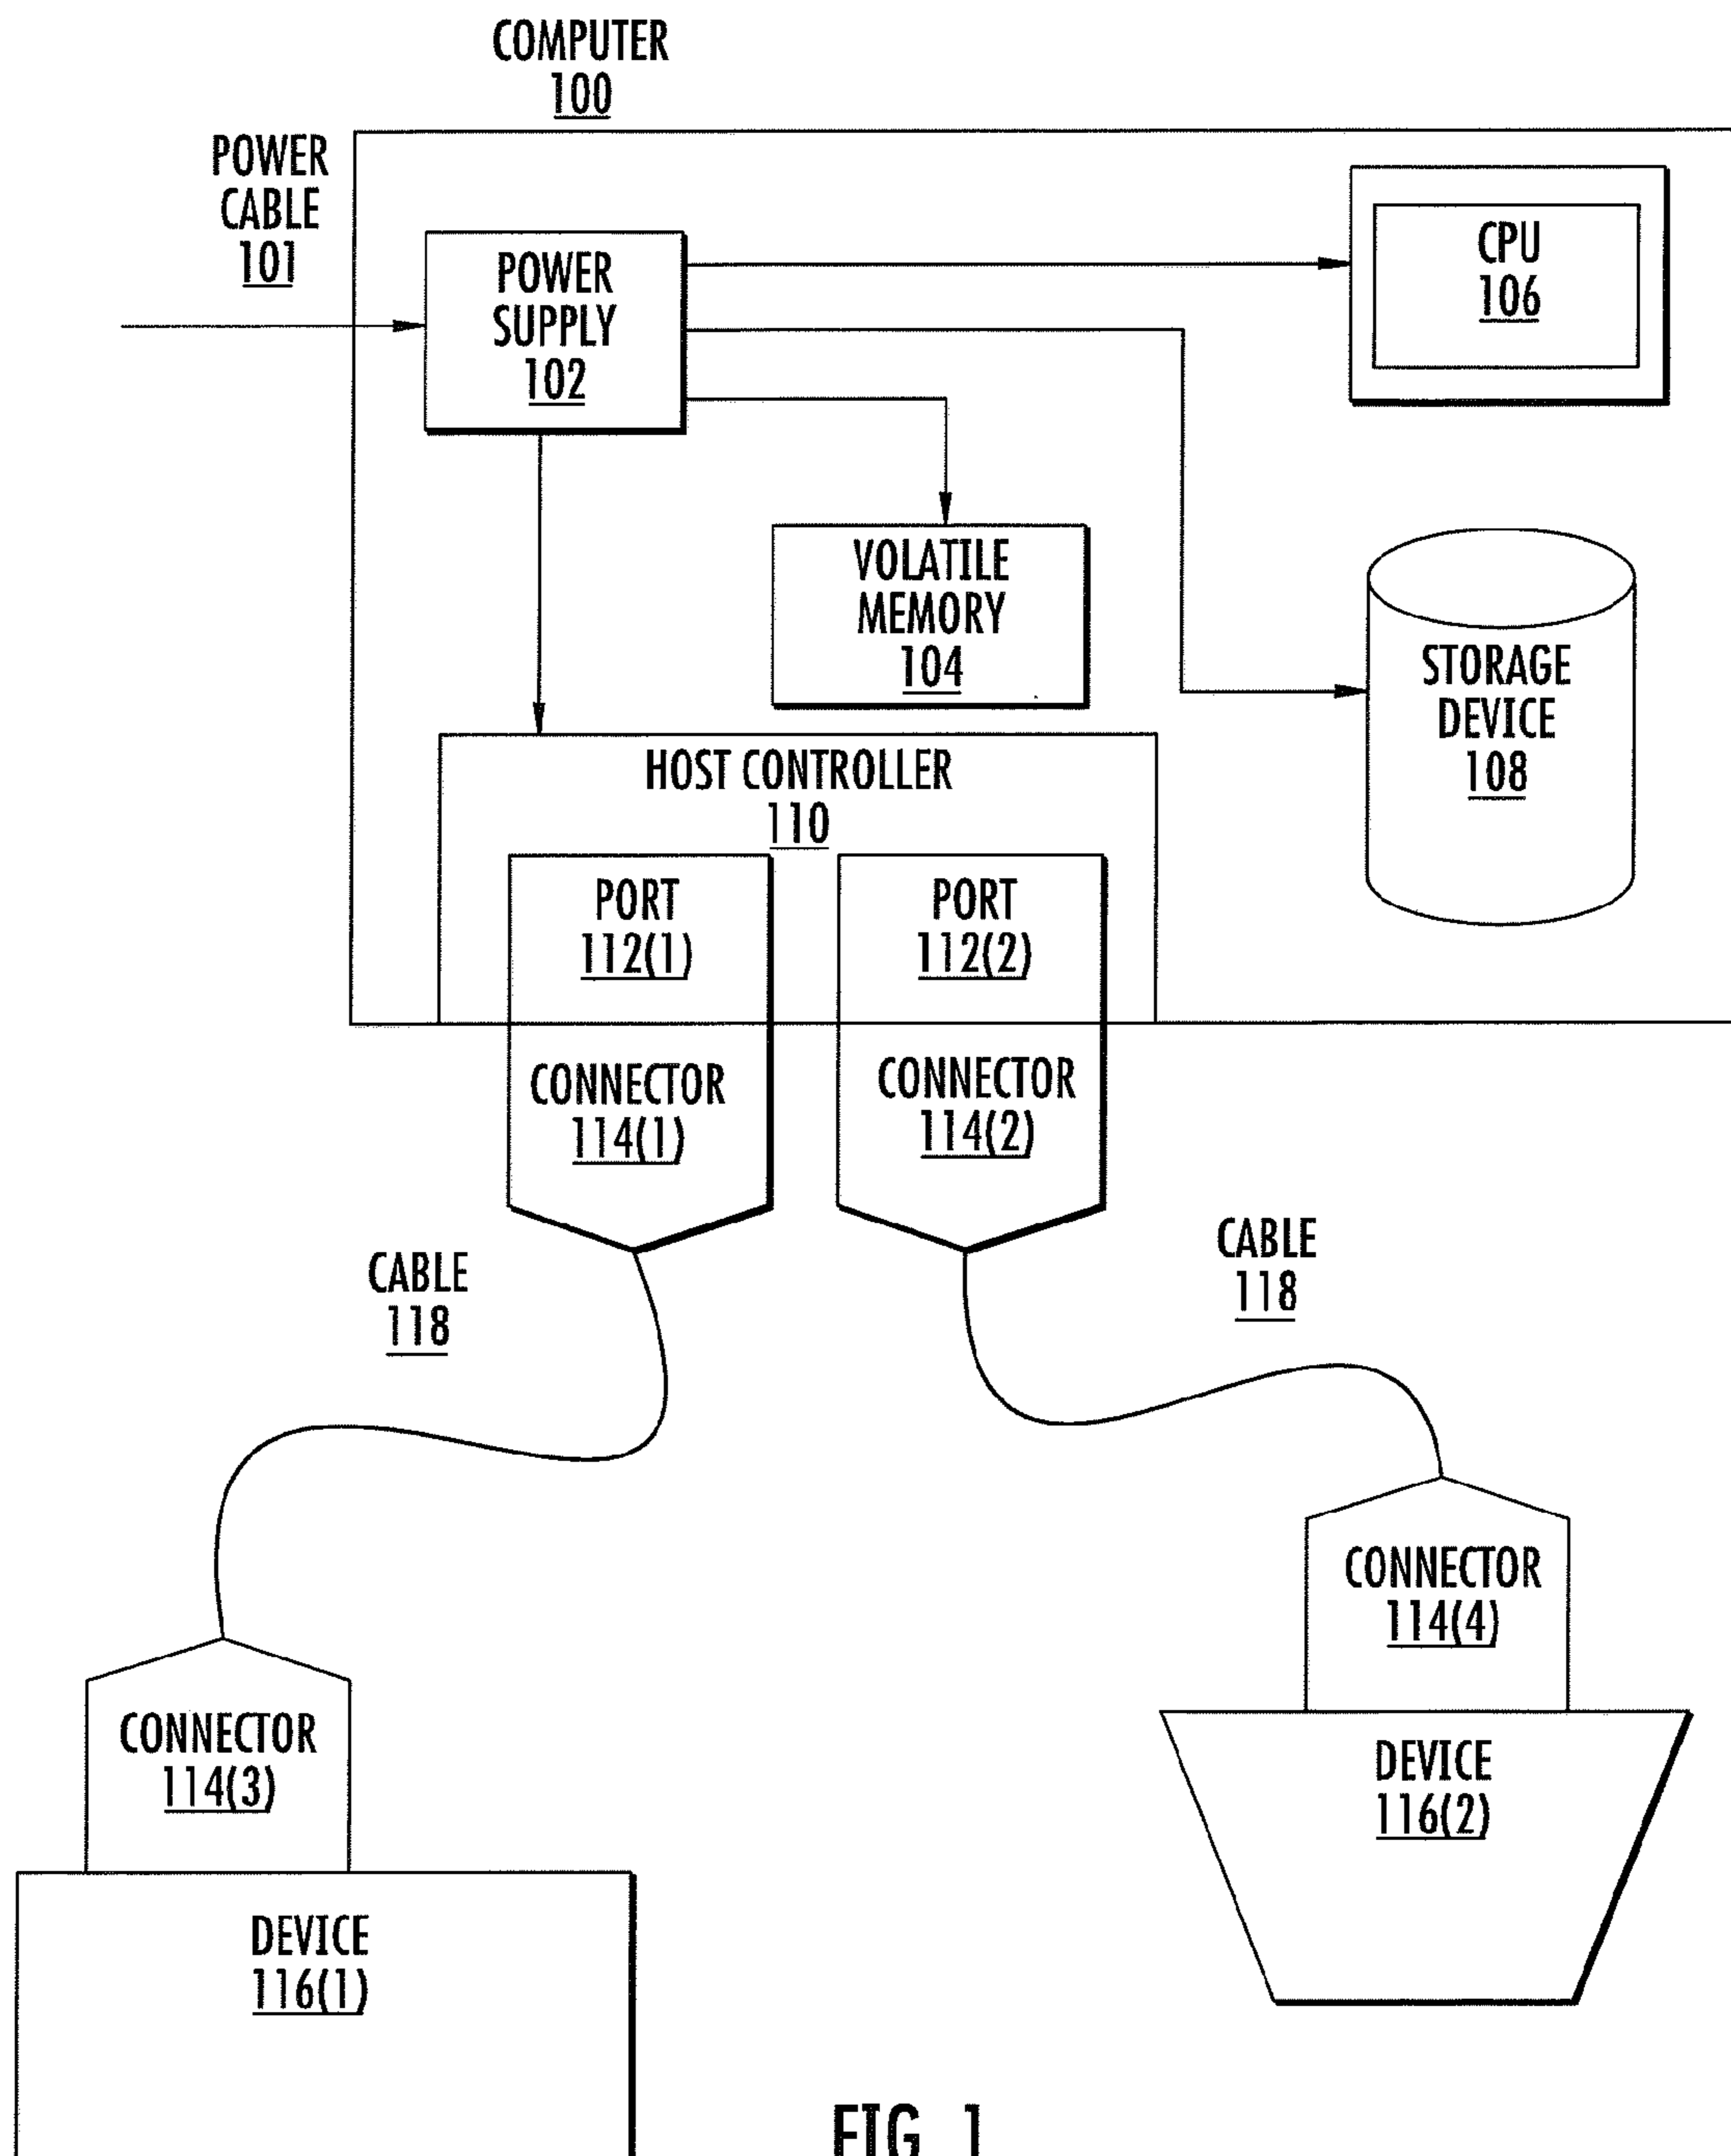 COMPUTER
100
POWER
CABLE
101
POWER
SUPPLY
102
CPU
106
VOLATILE
MEMORY
104
STORAGE
DEVICE
108
HOST CONTROLLER
110
PORT
112(1)
PORT
112(2)
CONNECTOR
114(1)
CONNECTOR
114(2)
CABLE
118
CABLE
118
CONNECTOR
114(4)
CONNECTOR
114(3)
DEVICE
116(2)
DEVICE
116(1)
FIG. 1